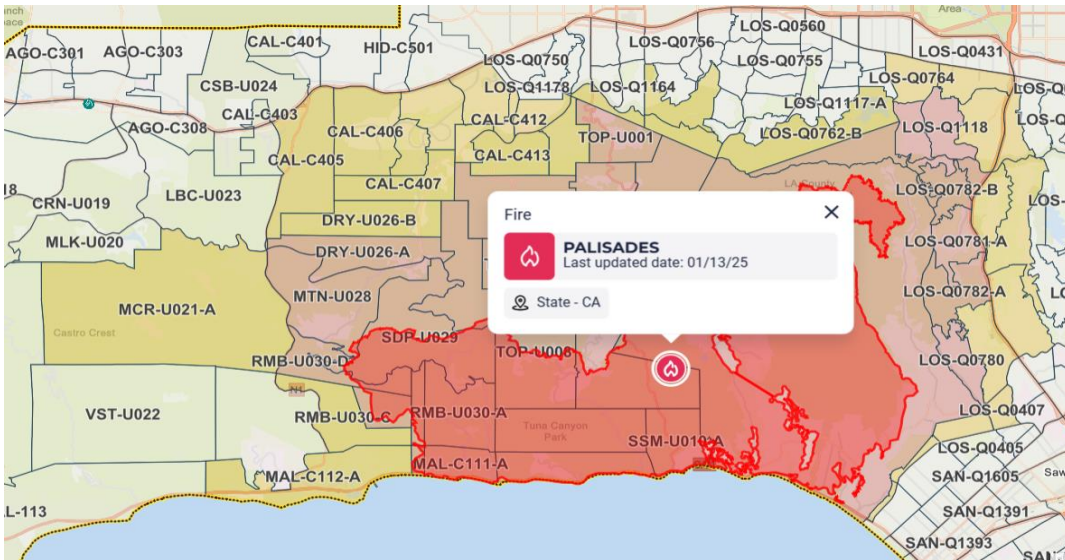 Area
LOS-Q0560
CAL-C401
HID-C501
LOS-Q0756
AGO-C301
AGO-C303
LOS-Q0431
LOS-Q0750
LOS-Q0755
LOS-Q0764
CSB-U024
LOS-Q1178
LOS-Q1164
LOS-Q1117-A
CAL-C403
CAL-C412
AGO-C308
CAL-C406
TOP-U001
LOS-Q0762-B
LOS-Q1118
CAL-C405
CAL-C413
CAL-C407
LA County
LBC-U023
LOS-Q0782-B
CRN-U019
DRY-U026-B
Fire
MLK-U020
DRY-U026-A
LOS-Q0781-A
PALISADES
Last updated date: 01/13/25
MTN-U028
LOS-Q0782-A
State - CA
MCR-U021-A
Castro Crest
SDP-U029
TOP-U006
RMB-U030-D
LOS-Q0780
VST-U022
RMB-U030-C
RMB-U030-A
LOS-Q0407
Tuna Canyon
Park
SSM-U010-A
LOS-Q0405
MAL-C111-A
MAL-C112-A
SAN-Q1605
SAN-Q1391
SAN-Q1393